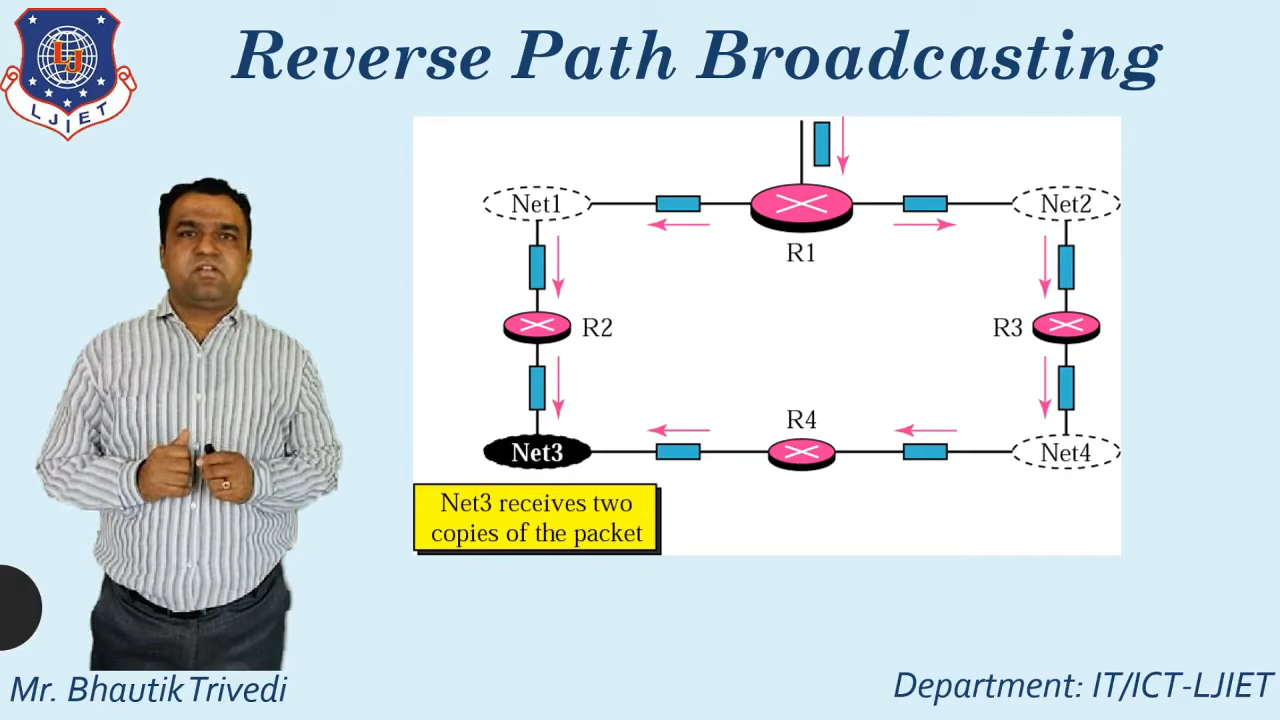 Reverse Path Broadcasting
LJ
LJIET
Net1
Net2
R1
R2
R3
R4
Net3
Net4
Net3 receives two
copies of the packet
Mr. Bhautik Trivedi
Department: IT/ICT-LJIET